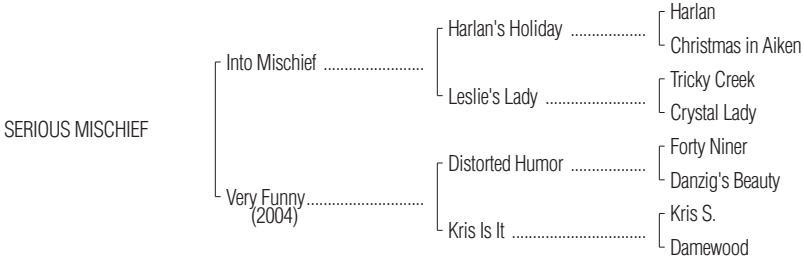 Harlan
Harlan's Holiday ...................
Christmas in Aiken
Into Mischief .........................
Tricky Creek
Leslie's Lady .........................
Crystal Lady
SERIOUS MISCHIEF
Forty Niner
Distorted Humor ...................
Danzig's Beauty
Very Funny.............................
(2004)
Kris S.
Kris Is It .................................
Damewood